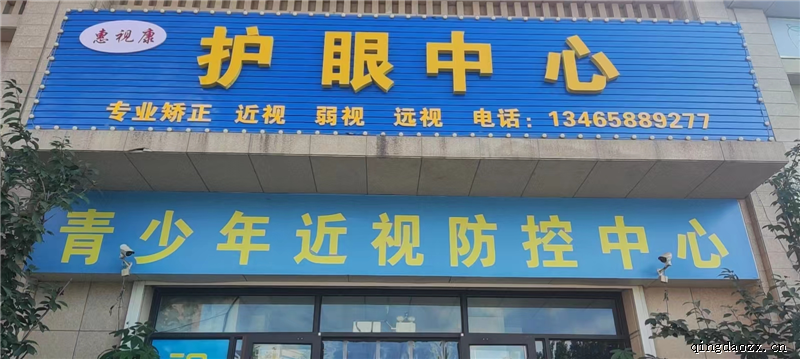 惠视康
护眼中心
专业矫正 近视 弱视 远视 电话：13465889277
青少年近视防控中心
qingdaozz.cn